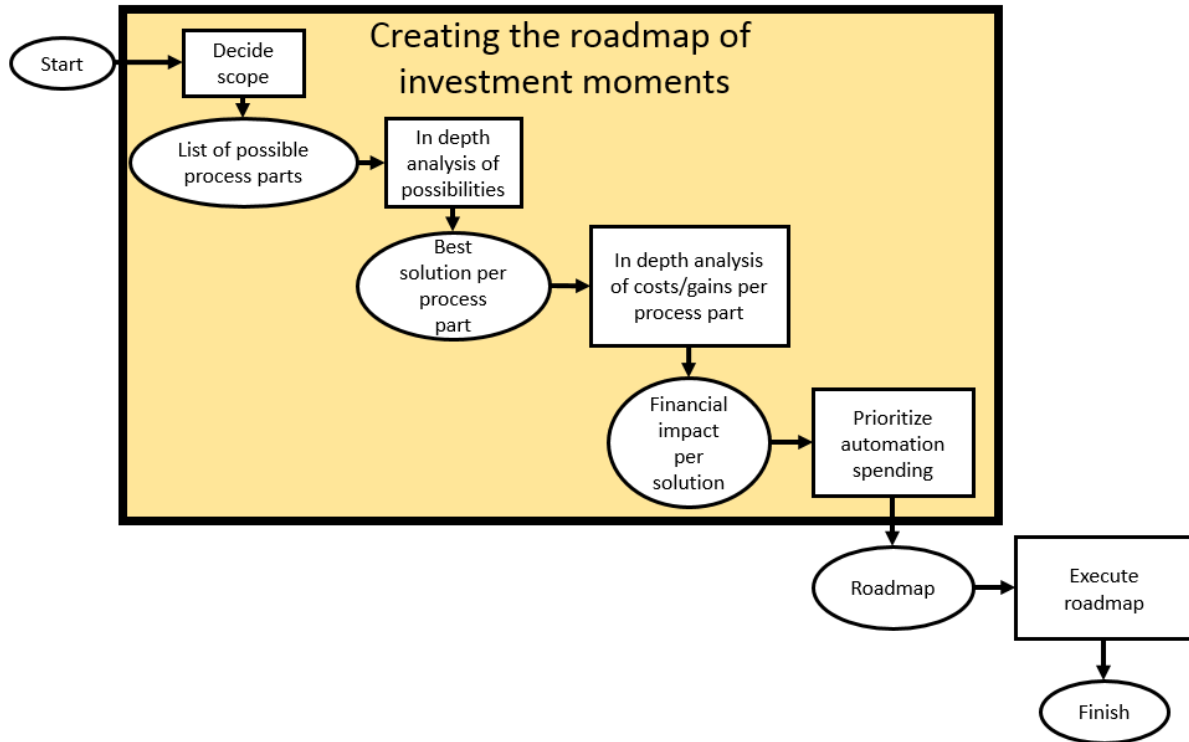 Creating the roadmap of
investment moments
Start
Decide
scope
List of possible
process parts
In depth
analysis of
possibilities
Best
solution per
process
part
In depth analysis
of costs/gains per
process part
Financial
impact
per
solution
Prioritize
automation
spending
Roadmap
Execute
roadmap
Finish